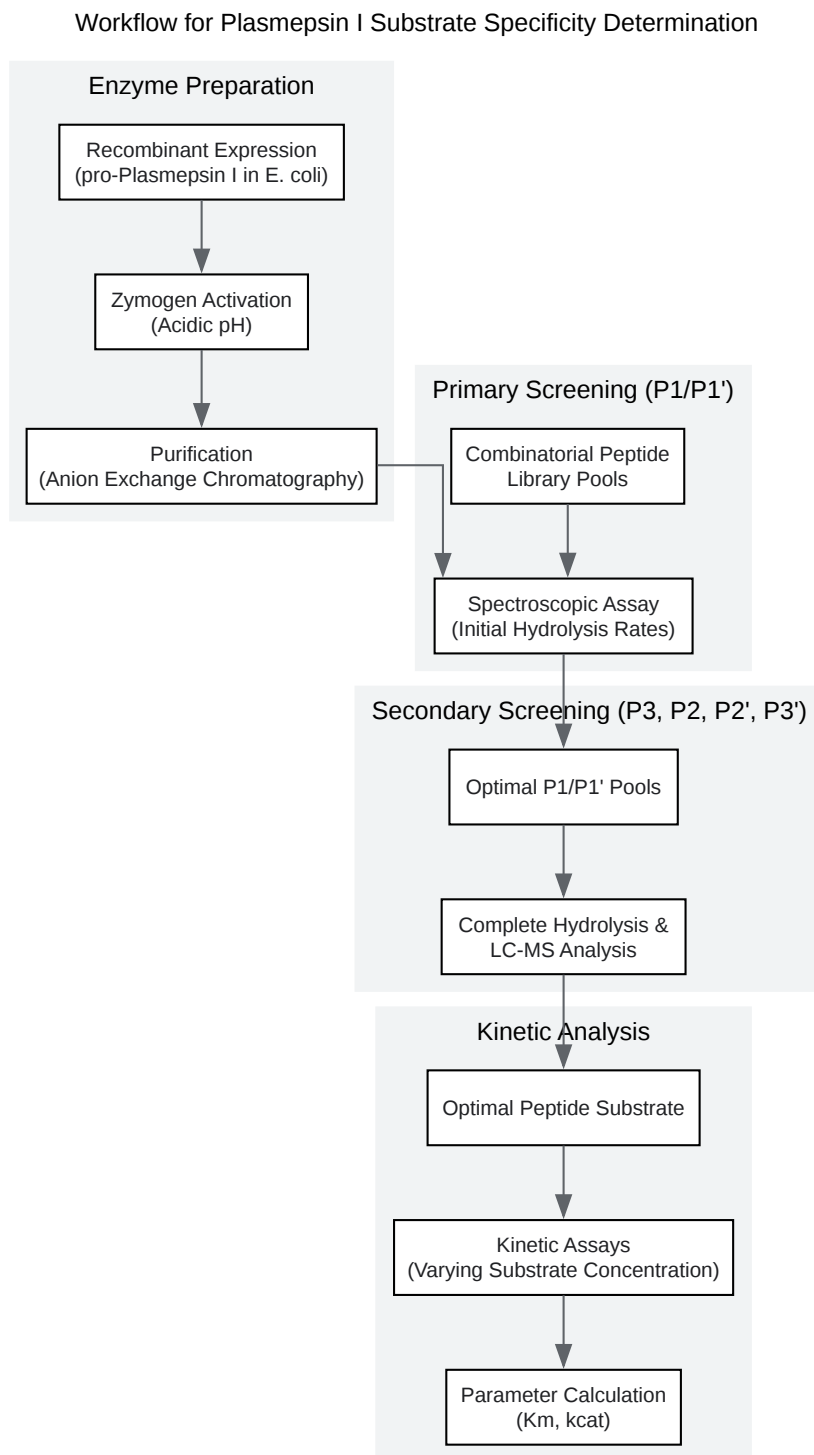 Workflow for Plasmepsin I Substrate Specificity Determination
Enzyme Preparation
Recombinant Expression
(pro-Plasmepsin I in E. coli)
Zymogen Activation
(Acidic pH)
Purification
(Anion Exchange Chromatography)
Primary Screening (P1/P1')
Combinatorial Peptide
Library Pools
Spectroscopic Assay
(Initial Hydrolysis Rates)
Secondary Screening (P3, P2, P2', P3')
Optimal P1/P1' Pools
Complete Hydrolysis &
LC-MS Analysis
Kinetic Analysis
Optimal Peptide Substrate
Kinetic Assays
(Varying Substrate Concentration)
Parameter Calculation
(Km, kcat)